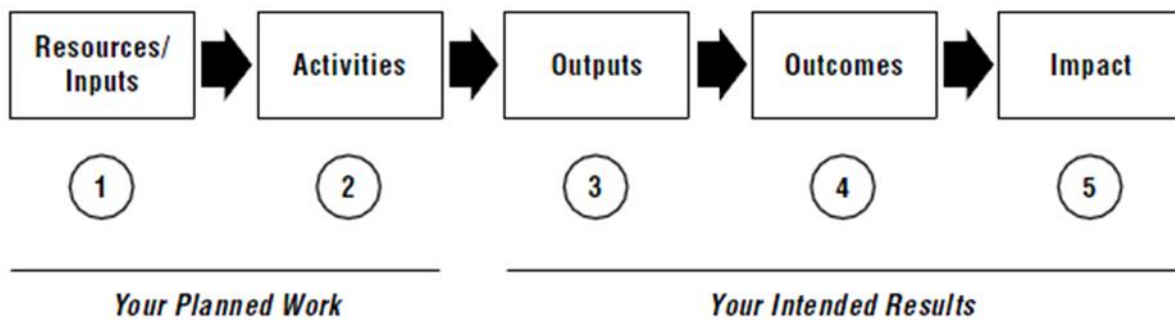 Resources/
Inputs
Activities
Outputs
Outcomes
Impact
1
2
3
4
5
Your Planned Work
Your Intended Results